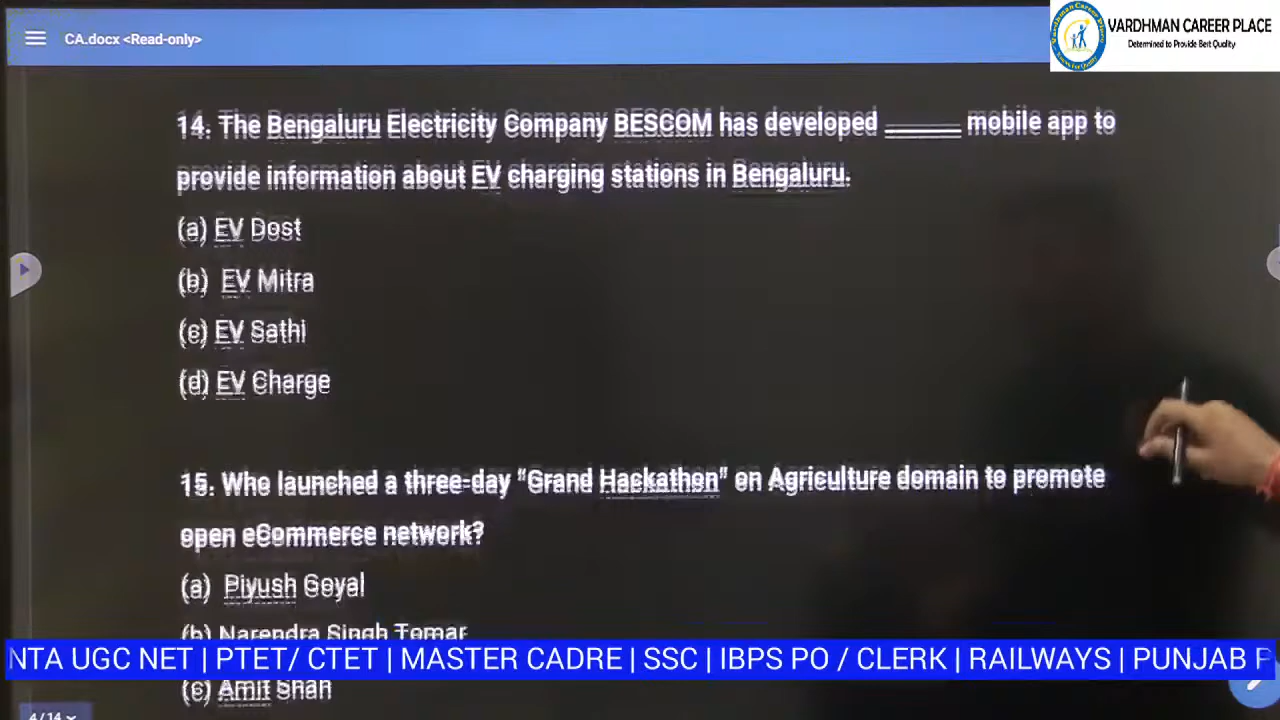 CA.docx <Read-only>
VARDHMAN CAREER PLACE
Determined to Provide Bert Quality
14. The Bengaluru Electricity Company BESCOM has developed ______ mobile app to
provide information about EV charging stations in Bengaluru.
(a) EV Dost
(b) EV Mitra
(c) EV Sathi
(d) EV Charge
15. Who launched a three-day "Grand Hackathon" on Agriculture domain to promote
open eCommerce network?
(a) Piyush Goyal
(b) Narendra Singh Tomar
NTA UGC NET | PTET/ CTET | MASTER CADRE | SSC | IBPS PO / CLERK | RAILWAYS | PUNJAB
(c) Amit Shah
4/14